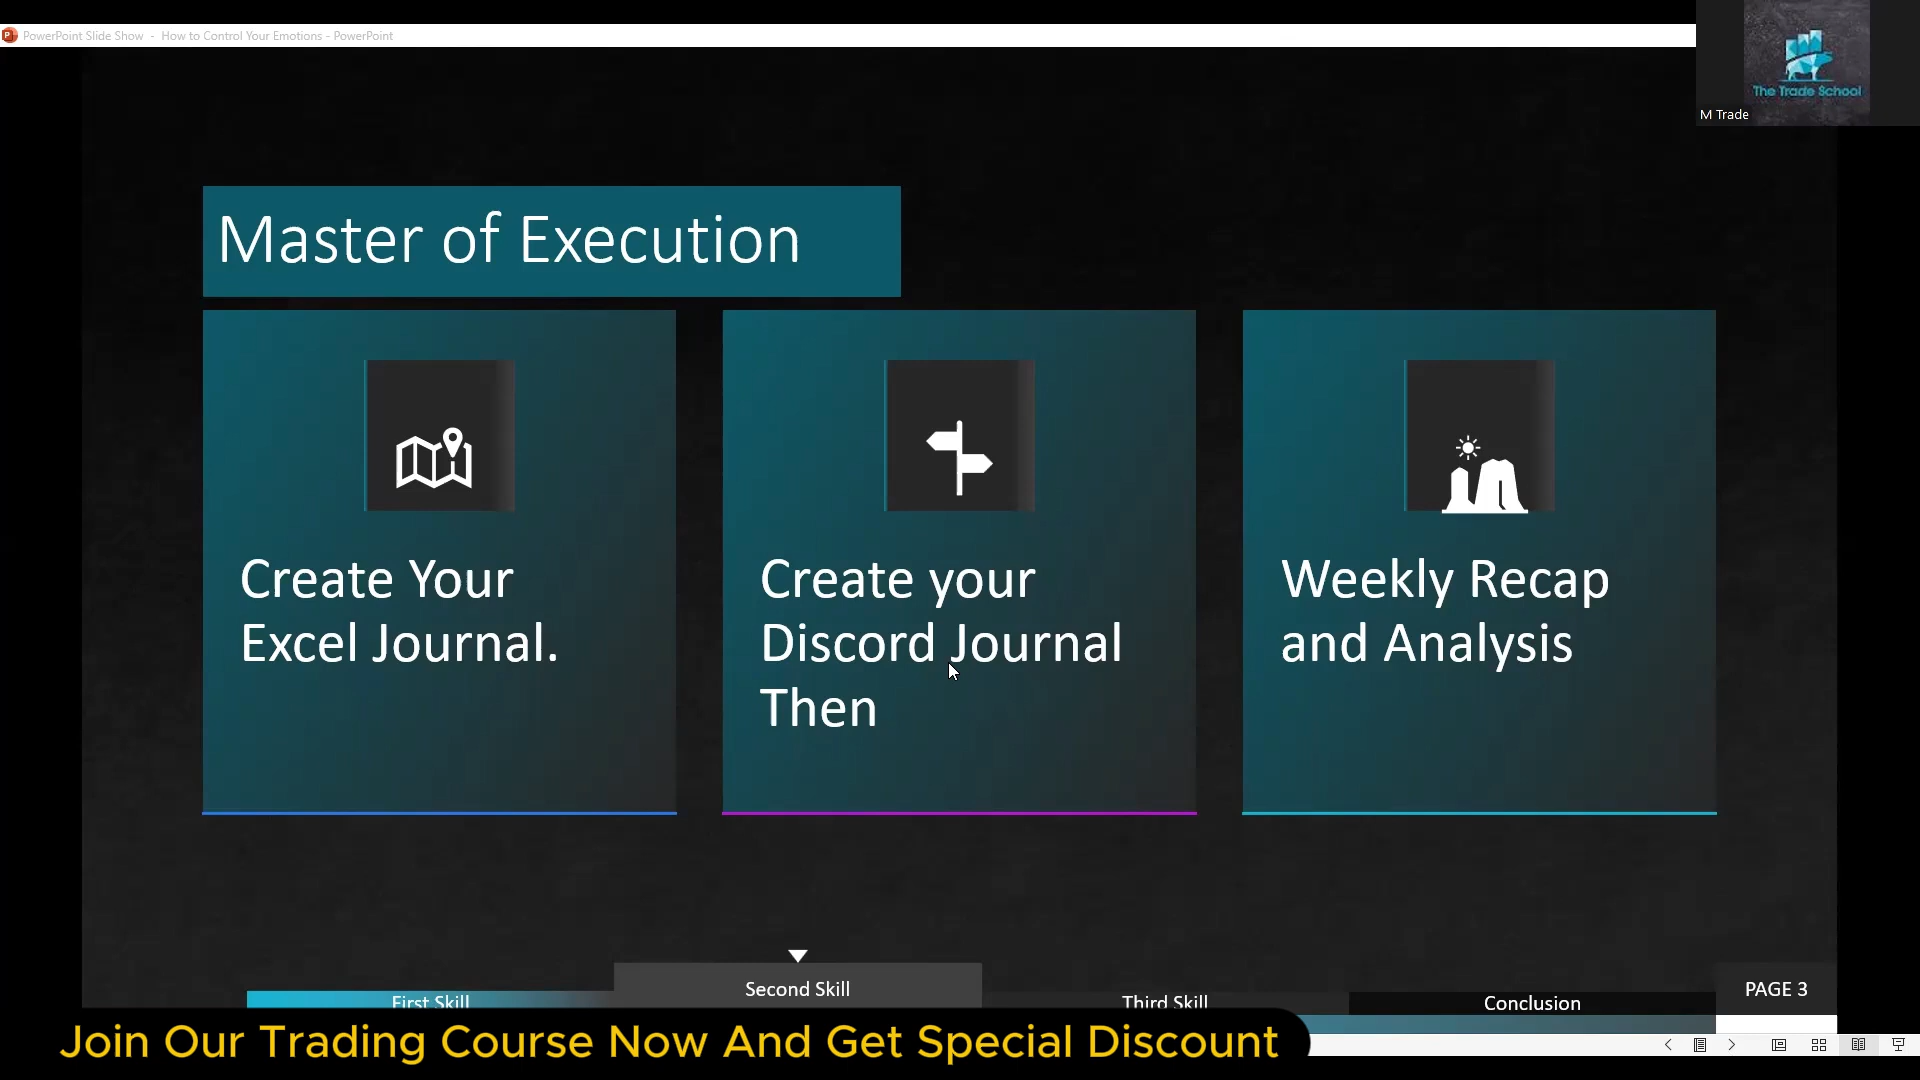 PowerPoint Slide Show - How to Control Your Emotions - PowerPoint
The Trade School
M Trade
Master of Execution
Create Your
Excel Journal.
Create your
Discord Journal
Then
Weekly Recap
and Analysis
First Skill
Second Skill
Third Skill
Conclusion
PAGE 3
Join Our Trading Course Now And Get Special Discount